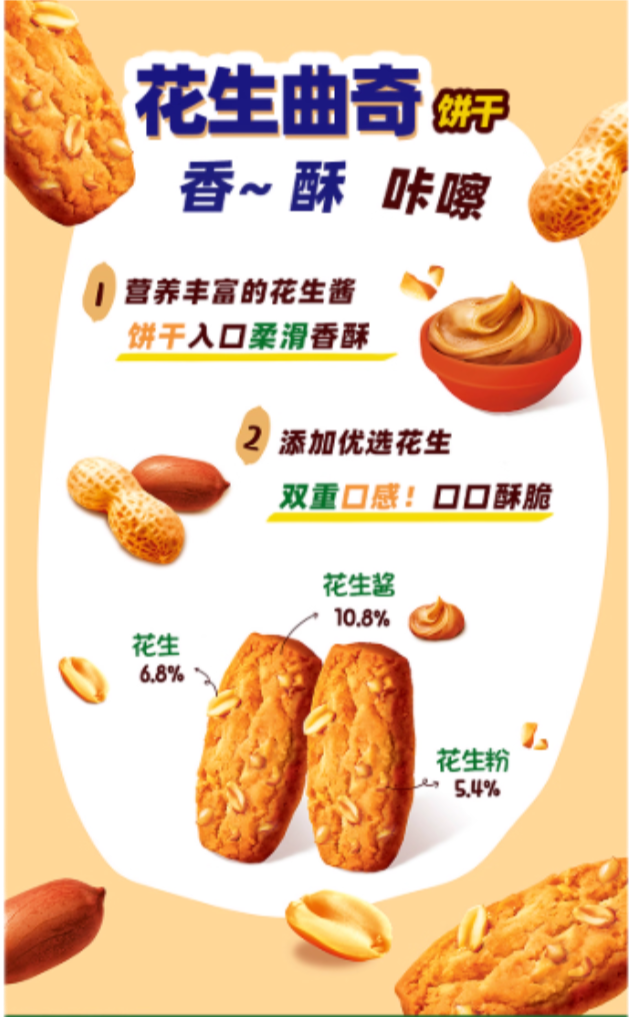 花生曲奇 饼干
香~ 酥 咔嚓
1 营养丰富的花生酱
饼干入口柔滑香酥
2 添加优选花生
双重口感！口口酥脆
花生酱
10.8%
花生
6.8%
花生粉
5.4%